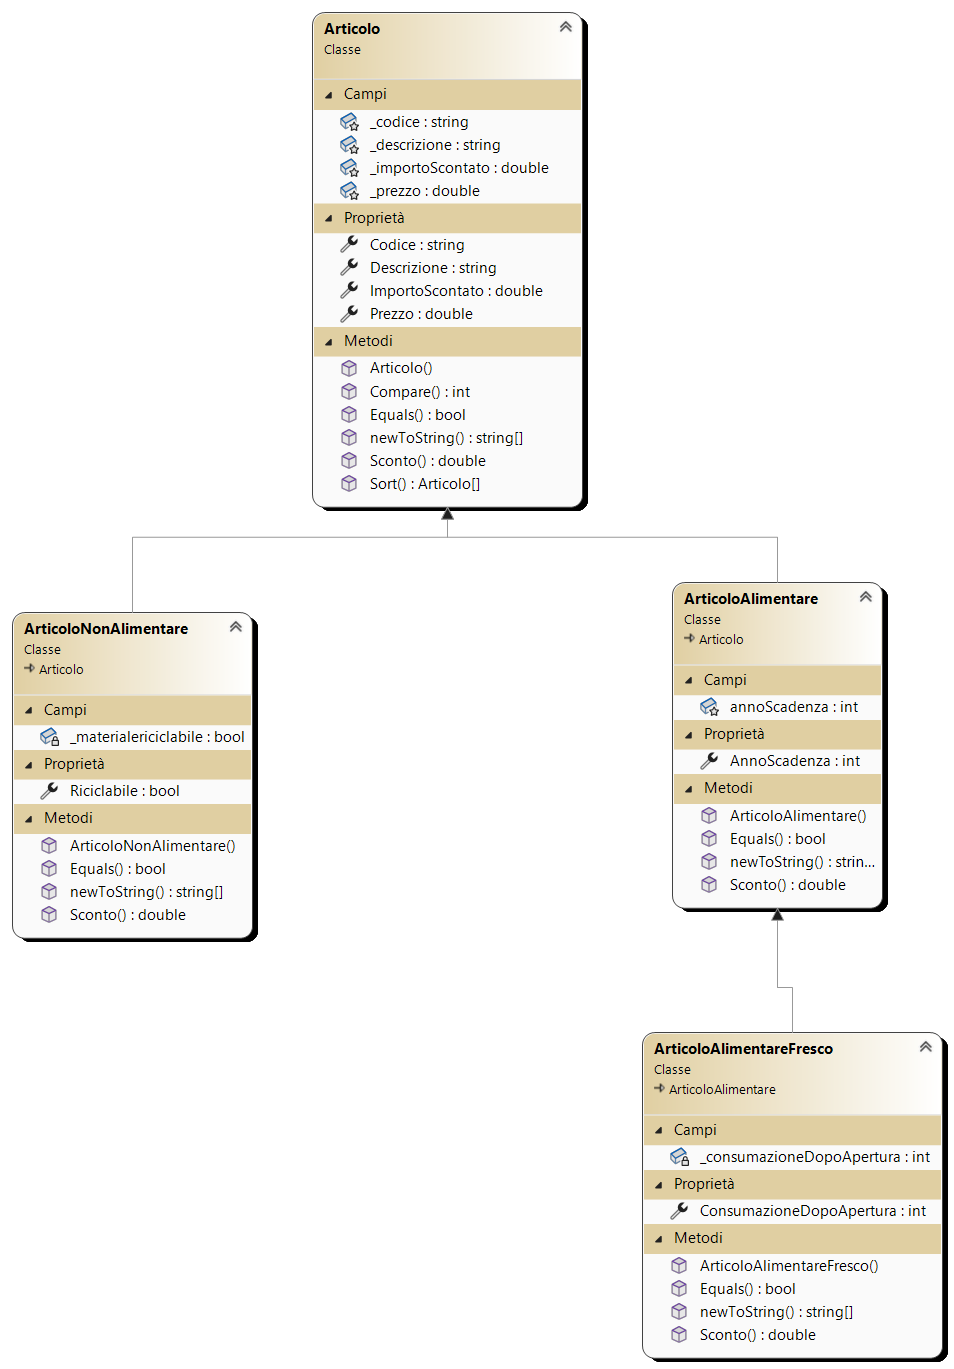 Articolo
Classe
Campi
_codice : string
_descrizione : string
_importoScontato : double
_prezzo : double
Proprietà
Codice : string
Descrizione : string
ImportoScontato : double
Prezzo : double
Metodi
Articolo()
Compare() : int
Equals() : bool
newToString() : string[]
Sconto() : double
Sort() : Articolo[]
ArticoloNonAlimentare
Classe
Articolo
Campi
_materialericiclabile : bool
Proprietà
Riciclabile : bool
Metodi
ArticoloNonAlimentare()
Equals() : bool
newToString() : string[]
Sconto() : double
ArticoloAlimentare
Classe
Articolo
Campi
annoScadenza : int
Proprietà
AnnoScadenza : int
Metodi
ArticoloAlimentare()
Equals() : bool
newToString() : strin...
Sconto() : double
ArticoloAlimentareFresco
Classe
ArticoloAlimentare
Campi
_consumazioneDopoApertura : int
Proprietà
ConsumazioneDopoApertura : int
Metodi
ArticoloAlimentareFresco()
Equals() : bool
newToString() : string[]
Sconto() : double